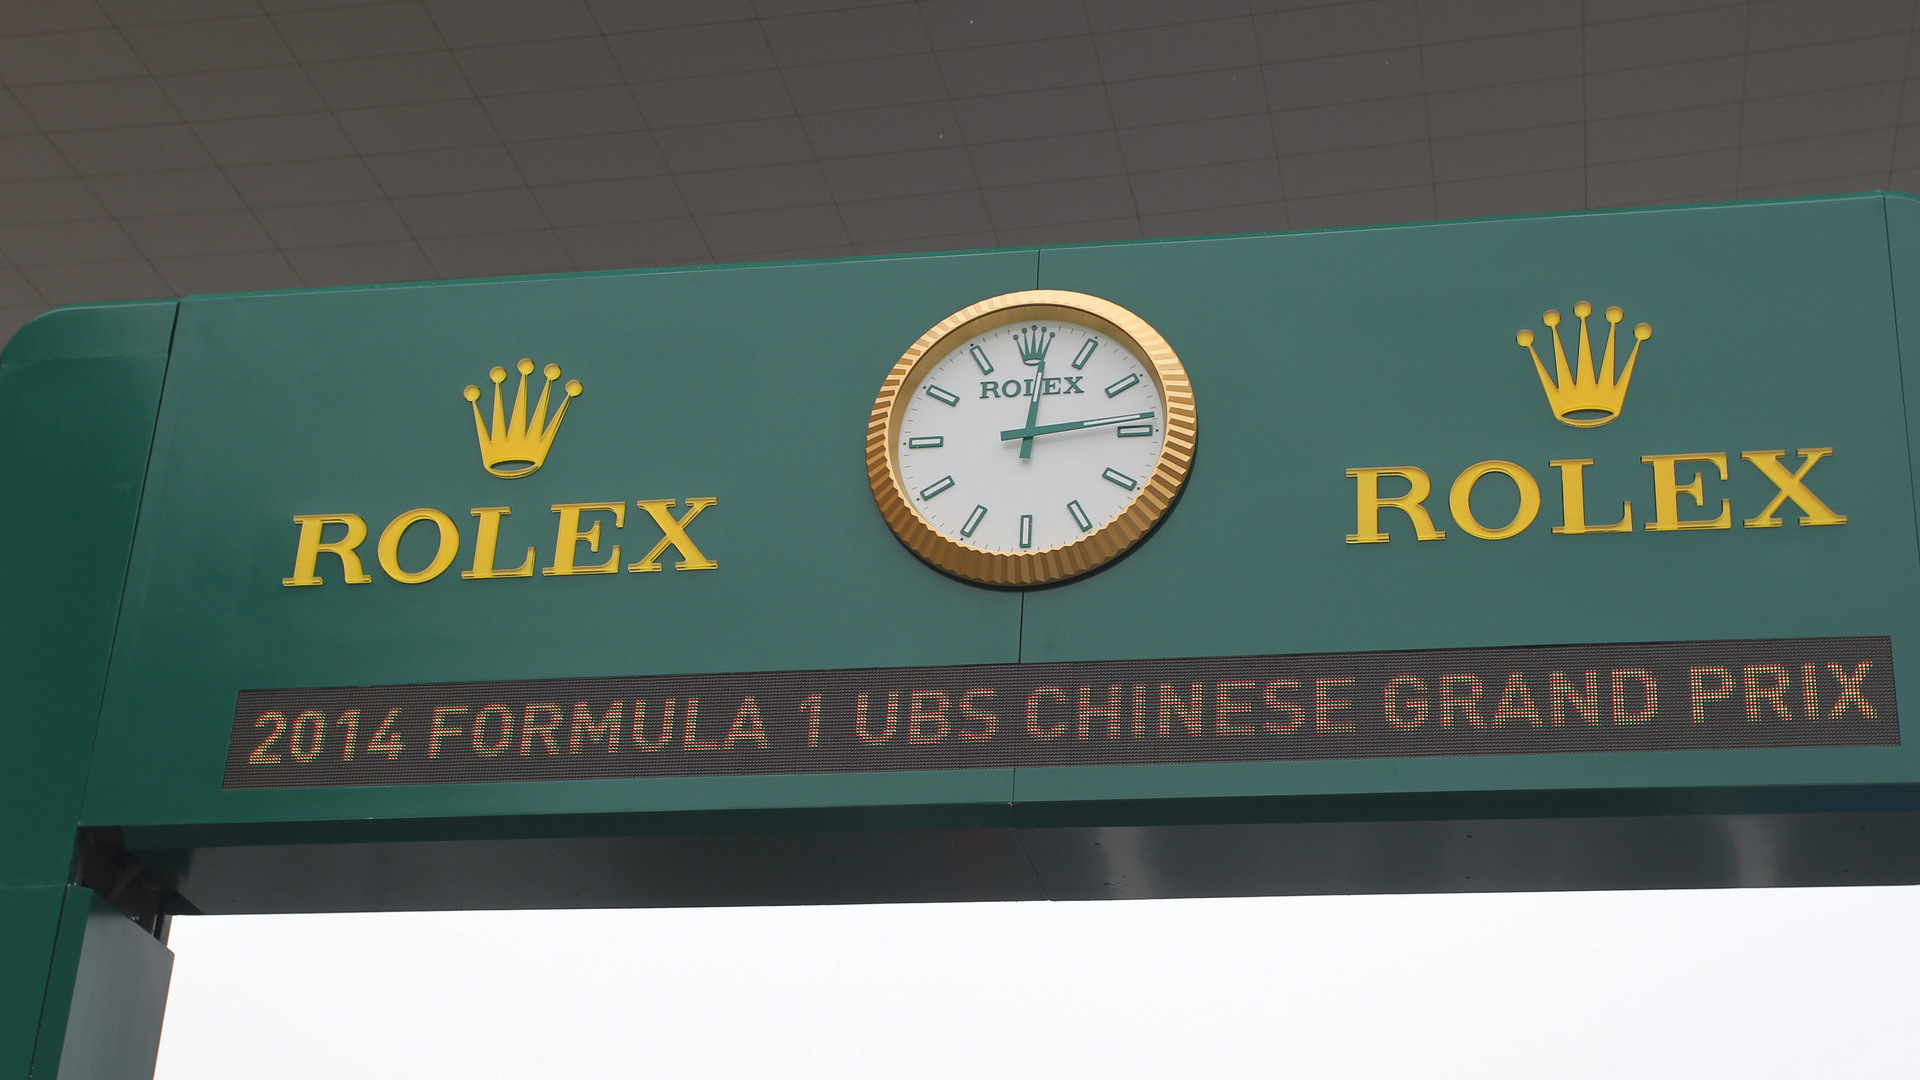 ROLEX
ROLEX
ROLEX
2014 FORMULA 1 UBS CHINESE GRAND PRIX